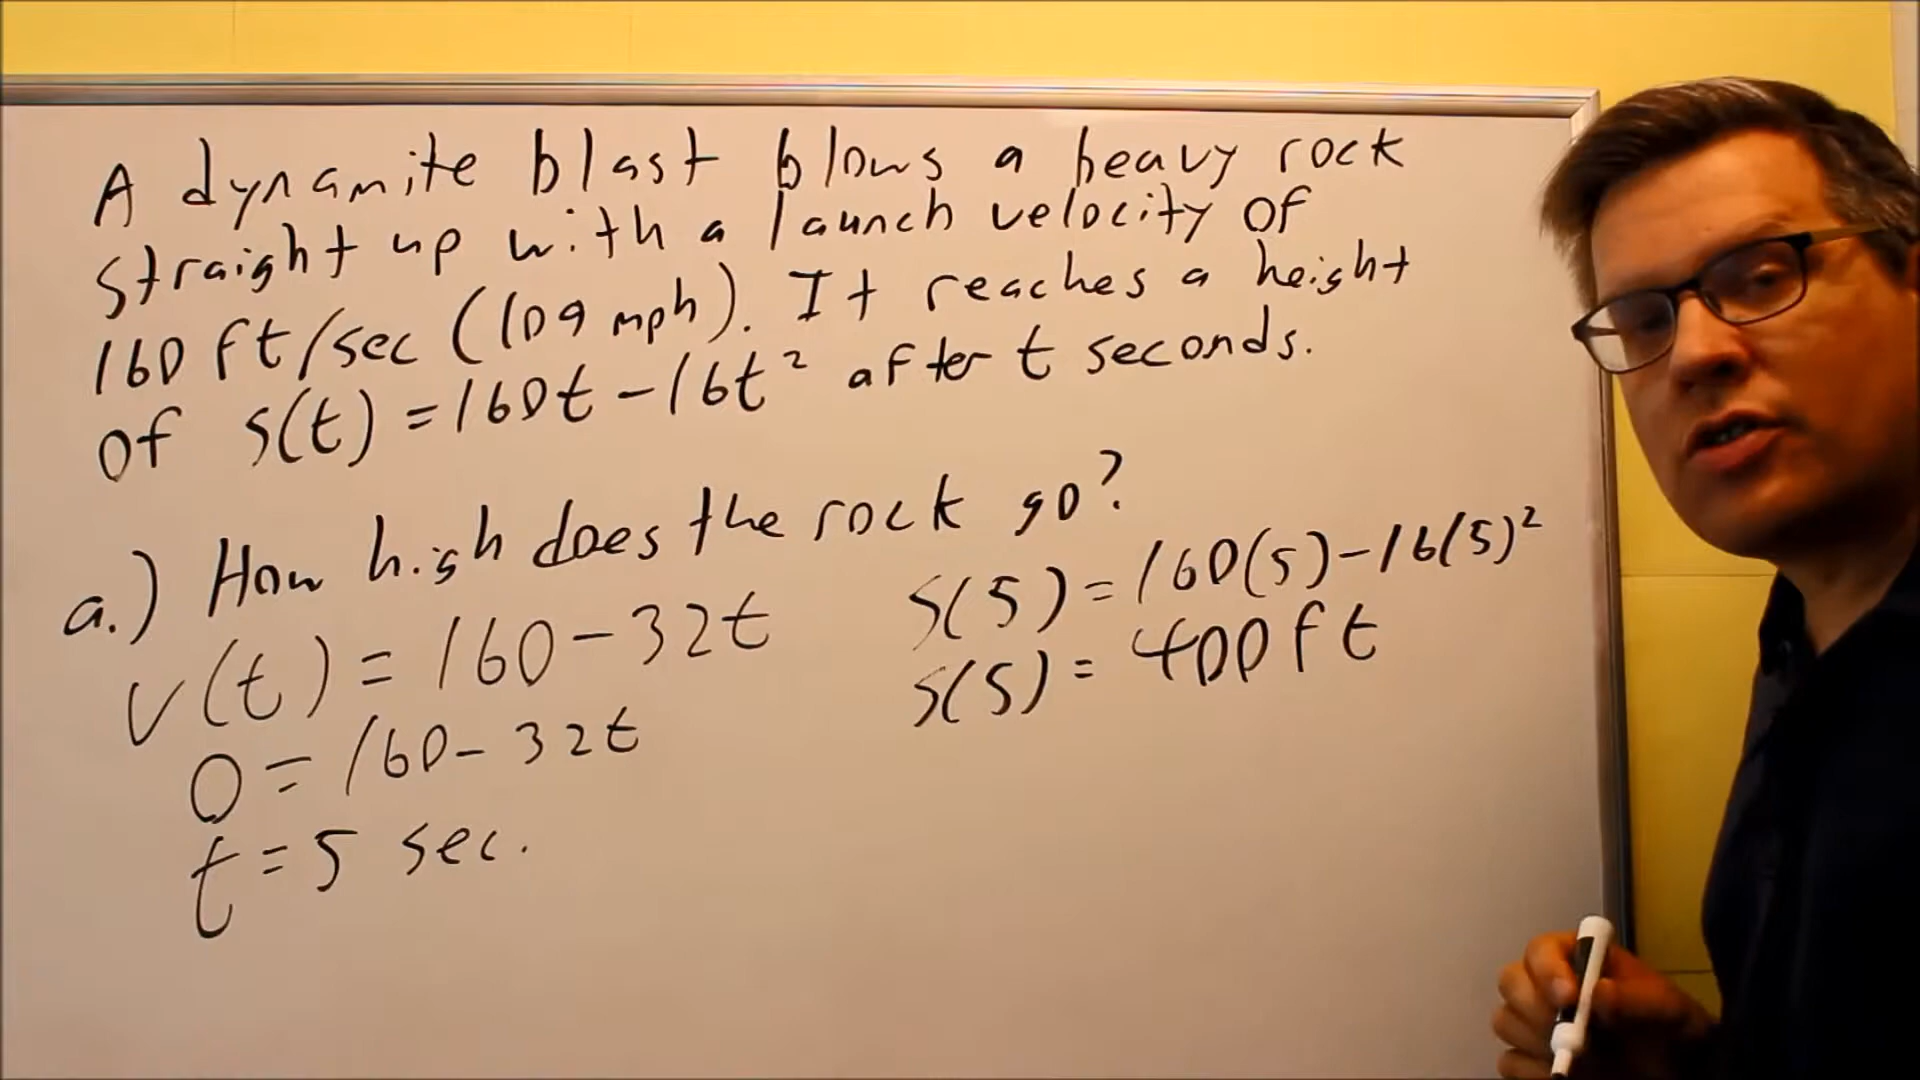 A dynamite blast blows a heavy rock
straight up with a launch velocity of
160 ft/sec (109 mph). It reaches a height
of s(t) = 160t - 16t² after t seconds.
a.) How high does the rock go?
v(t) = 160 - 32t
0 = 160 - 32t
t = 5 sec.
s(5) = 160(5) - 16(5)²
s(5) = 400 ft